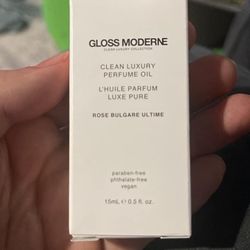 GLOSS MODERNE
CLEAN LUXURY COLLECTION
CLEAN LUXURY
PERFUME OIL
L'HUILE PARFUM
LUXE PURE
ROSE BULGARE ULTIME
paraben-free
phthalate-free
vegan
15mL e 0.5 fl. oz.